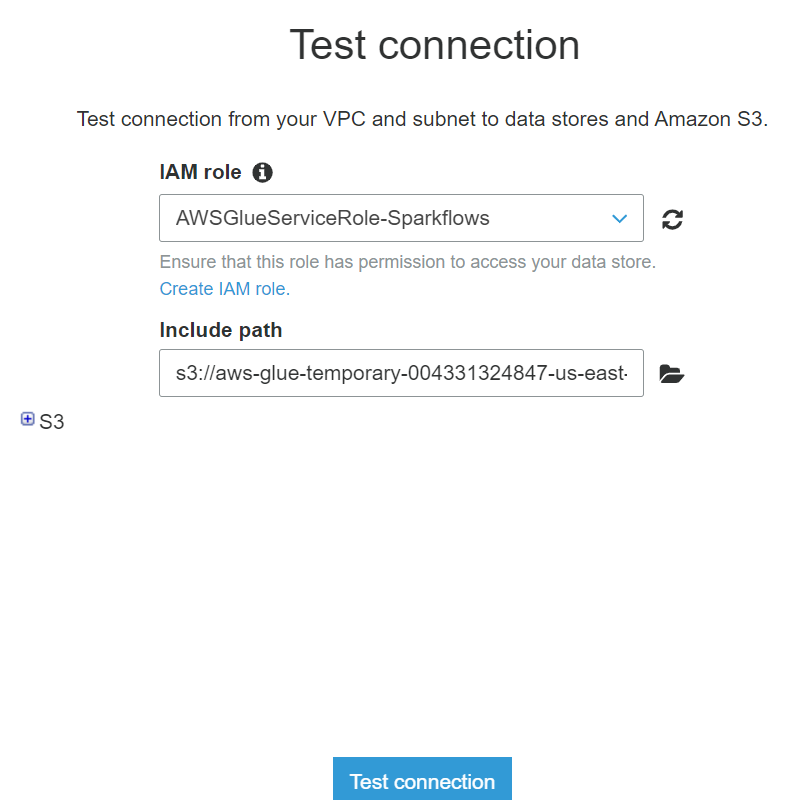 Test connection
Test connection from your VPC and subnet to data stores and Amazon S3.
IAM role
AWSGlueServiceRole-Sparkflows
Ensure that this role has permission to access your data store.
Create IAM role.
Include path
s3://aws-glue-temporary-004331324847-us-east-
S3
Test connection